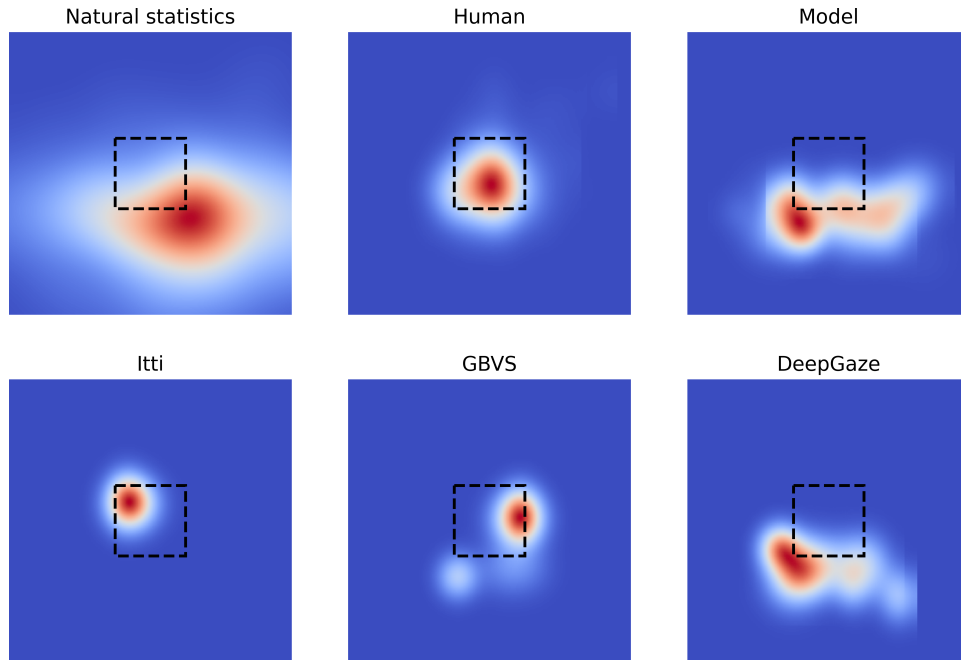 Natural statistics
Human
Model
Itti
GBVS
DeepGaze